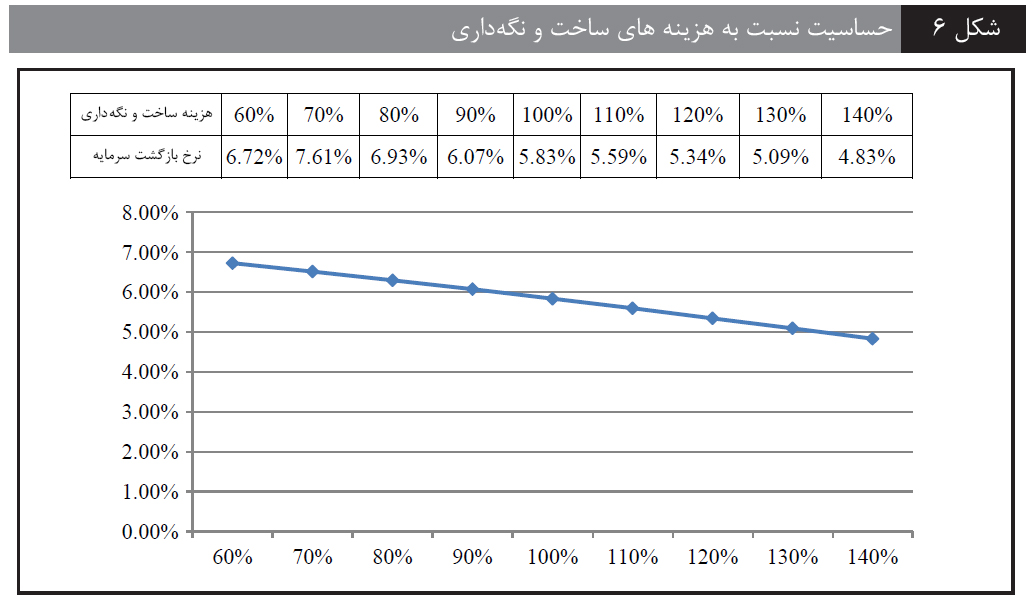 شکل ۶ حساسیت نسبت به هزینه های ساخت و نگه‌داری
هزینه ساخت و نگه‌داری 60% 70% 80% 90% 100% 110% 120% 130% 140%
نرخ بازگشت سرمایه 6.72% 7.61% 6.93% 6.07% 5.83% 5.59% 5.34% 5.09% 4.83%
8.00%
7.00%
6.00%
5.00%
4.00%
3.00%
2.00%
1.00%
0.00%
60% 70% 80% 90% 100% 110% 120% 130% 140%